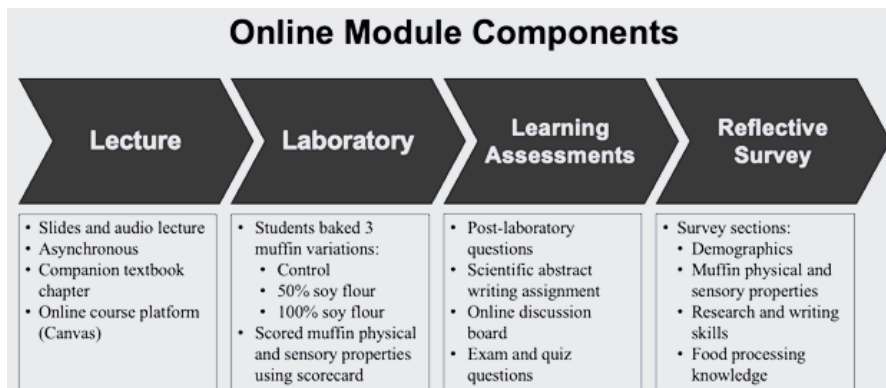 Online Module Components
Lecture
Laboratory
Learning
Assessments
Reflective
Survey
• Slides and audio lecture
• Asynchronous
• Companion textbook
chapter
• Online course platform
(Canvas)
• Students baked 3
muffin variations:
• Control
• 50% soy flour
• 100% soy flour
• Scored muffin physical
and sensory properties
using scorecard
• Post-laboratory
questions
• Scientific abstract
writing assignment
• Online discussion
board
• Exam and quiz
questions
• Survey sections:
• Demographics
• Muffin physical and
sensory properties
• Research and writing
skills
• Food processing
knowledge